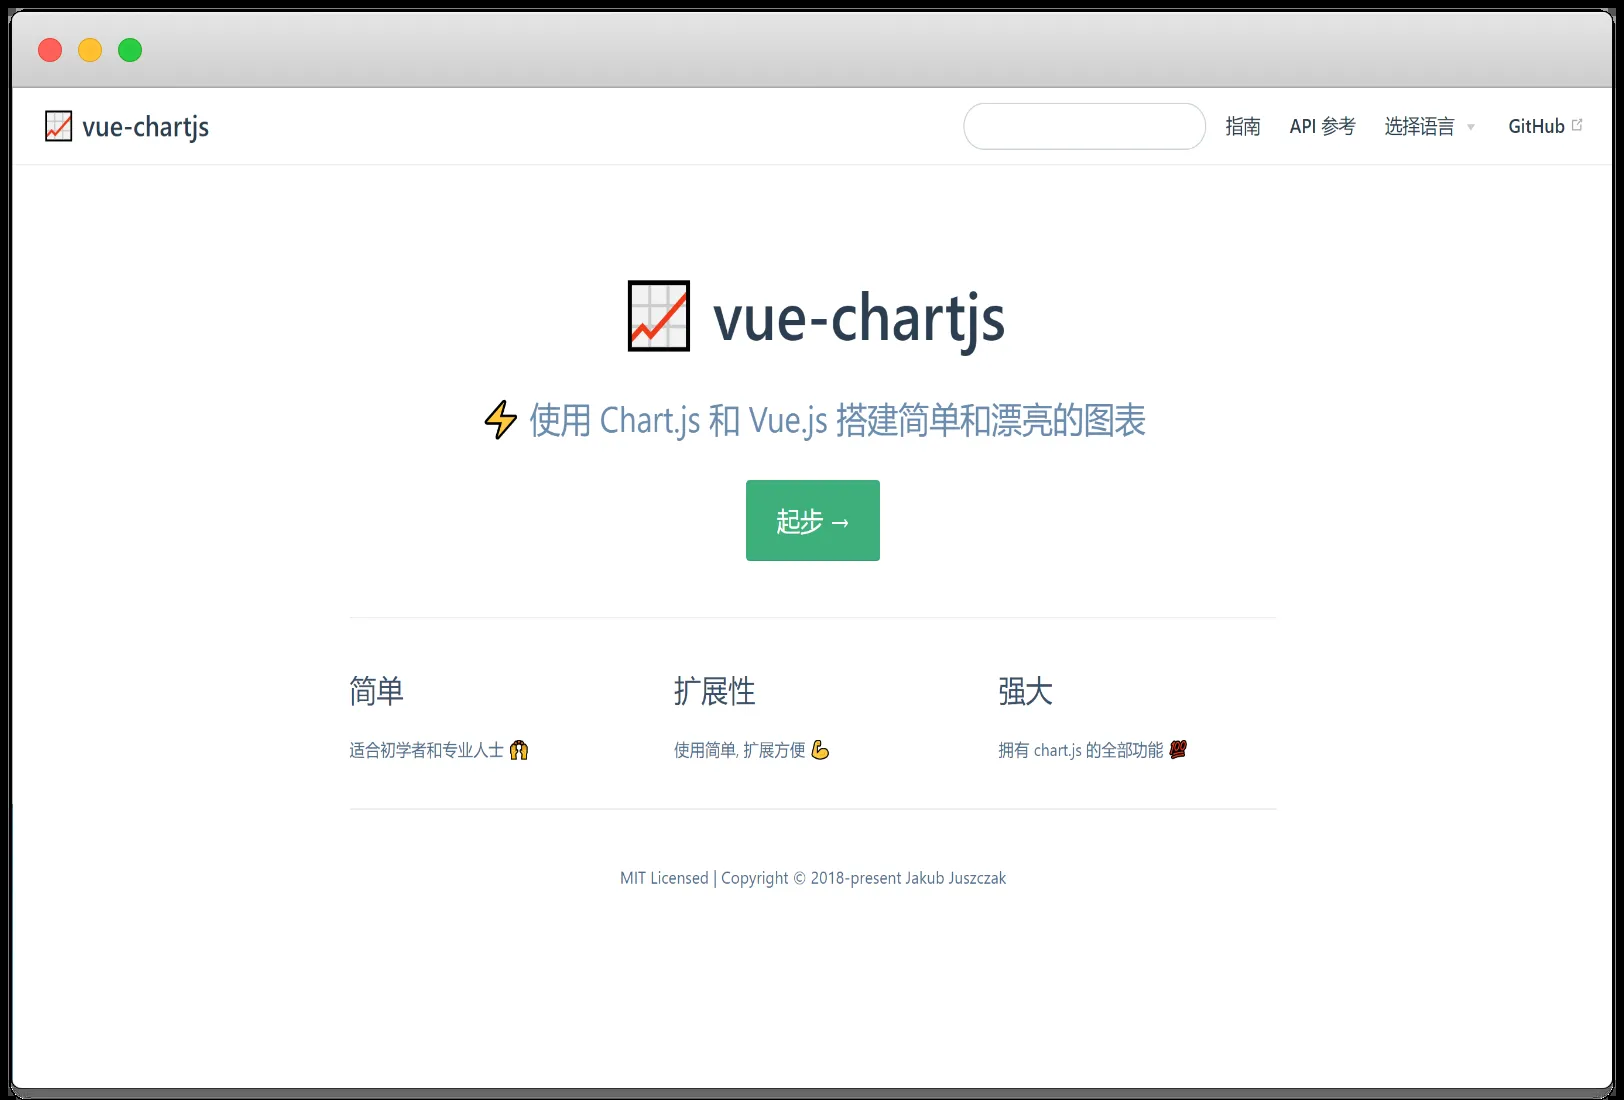 📈 vue-chartjs
指南 API 参考 选择语言 GitHub
📈 vue-chartjs
⚡ 使用 Chart.js 和 Vue.js 搭建简单和漂亮的图表
起步 →
简单
适合初学者和专业人士 🙌
扩展性
使用简单, 扩展方便 💪
强大
拥有 chart.js 的全部功能 💯
MIT Licensed | Copyright © 2018-present Jakub Juszczak